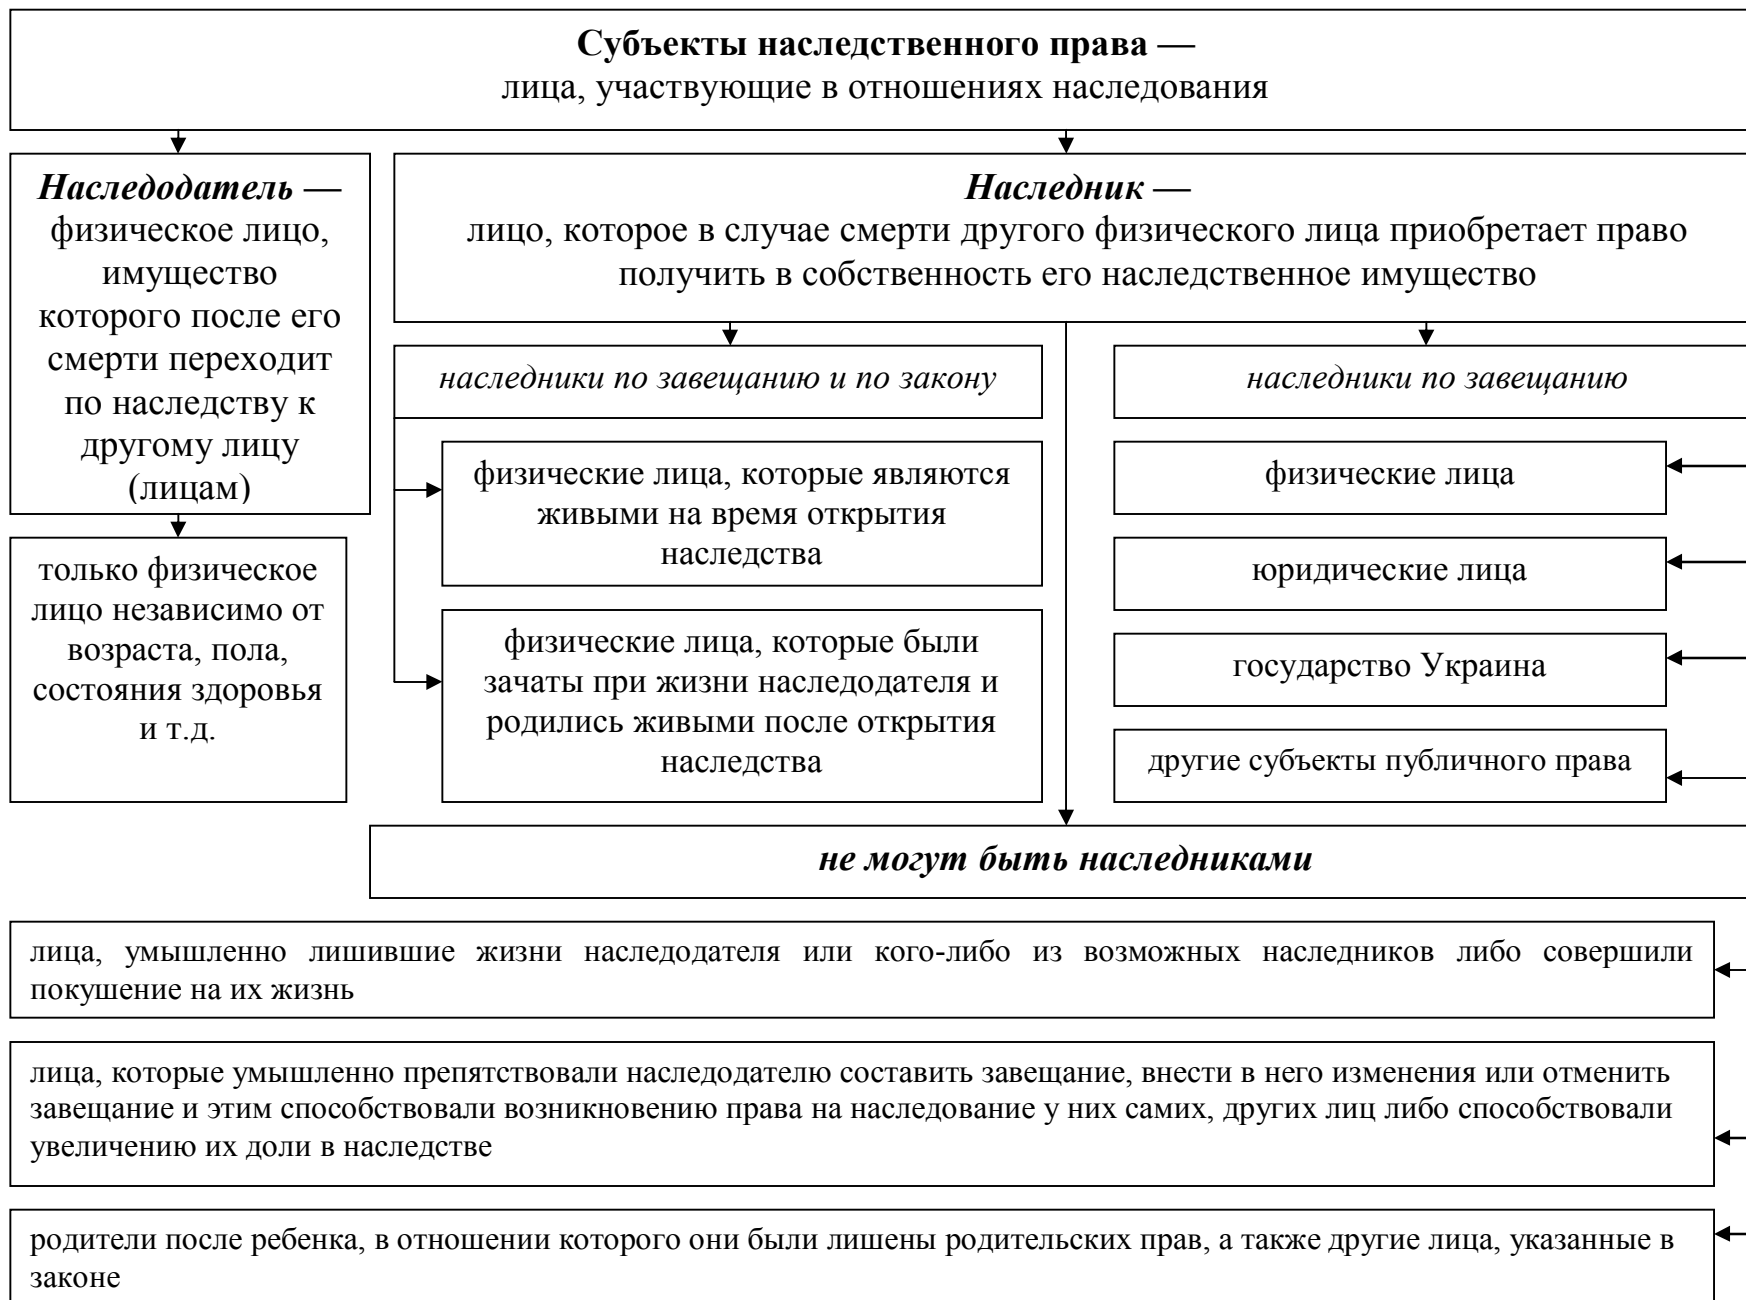 Субъекты наследственного права —
лица, участвующие в отношениях наследования
Наследодатель —
физическое лицо,
имущество
которого после его
смерти переходит
по наследству к
другому лицу
(лицам)
только физическое
лицо независимо от
возраста, пола,
состояния здоровья
и т.д.
Наследник —
лицо, которое в случае смерти другого физического лица приобретает право
получить в собственность его наследственное имущество
наследники по завещанию и по закону
физические лица, которые являются
живыми на время открытия
наследства
физические лица, которые были
зачаты при жизни наследодателя и
родились живыми после открытия
наследства
наследники по завещанию
физические лица
юридические лица
государство Украина
другие субъекты публичного права
не могут быть наследниками
лица, умышленно лишившие жизни наследодателя или кого-либо из возможных наследников либо совершили
покушение на их жизнь
лица, которые умышленно препятствовали наследодателю составить завещание, внести в него изменения или отменить
завещание и этим способствовали возникновению права на наследование у них самих, других лиц либо способствовали
увеличению их доли в наследстве
родители после ребенка, в отношении которого они были лишены родительских прав, а также другие лица, указанные в
законе